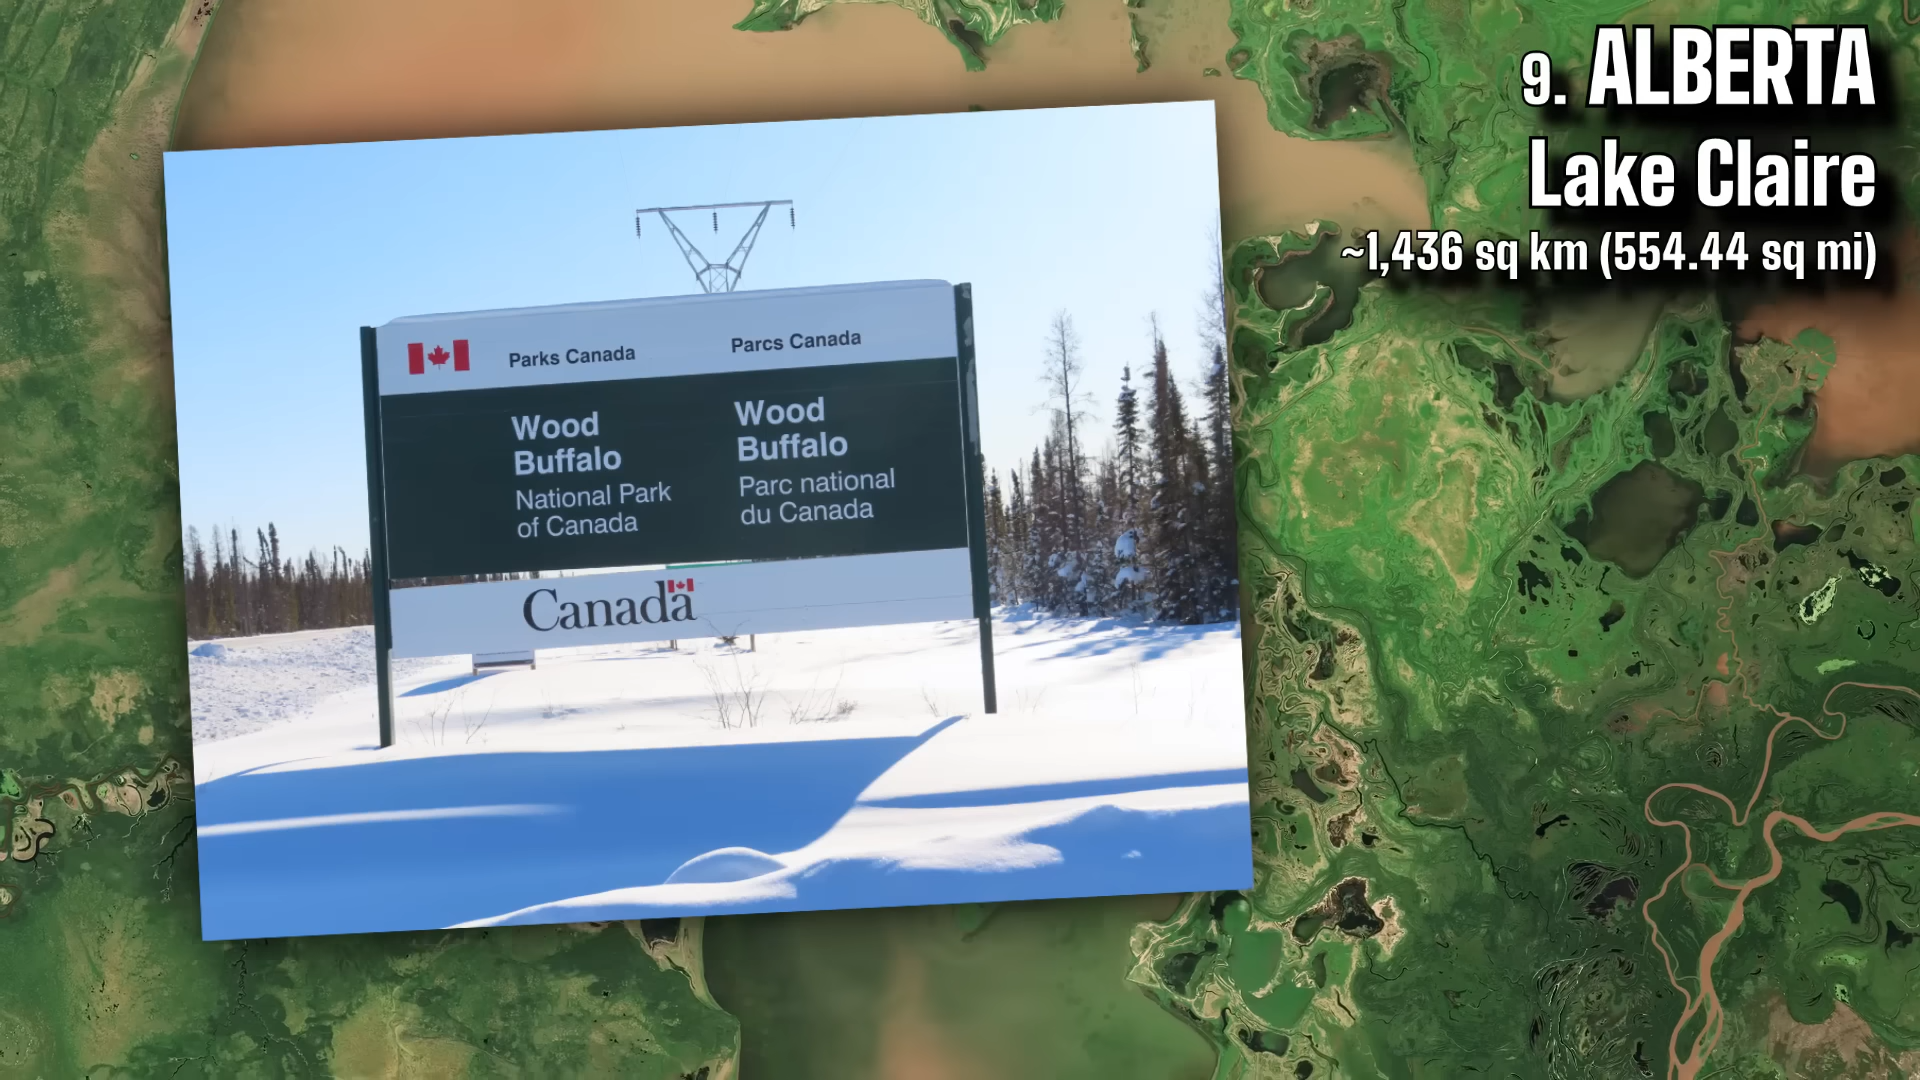 9. ALBERTA
Lake Claire
~1,436 sq km (554.44 sq mi)
Parks Canada
Parcs Canada
Wood
Buffalo
National Park
of Canada
Wood
Buffalo
Parc national
du Canada
Canada